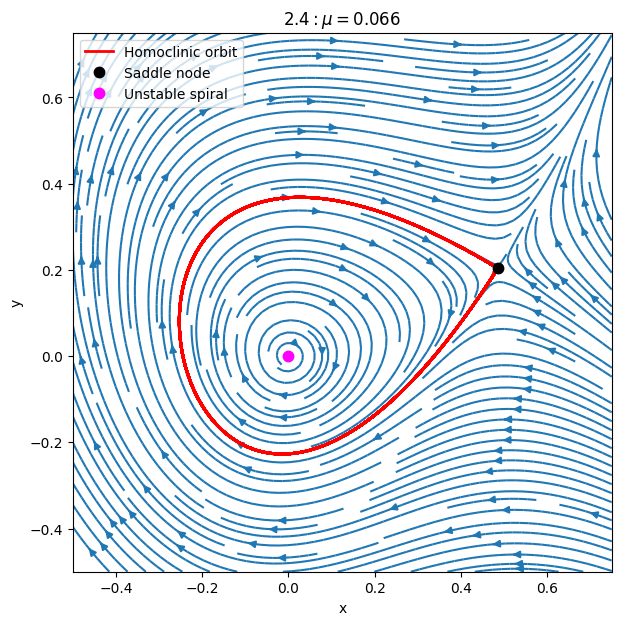 2.4 : μ = 0.066
Homoclinic orbit
Saddle node
Unstable spiral
0.6
0.4
0.2
0.0
−0.2
−0.4
y
−0.4 −0.2 0.0 0.2 0.4 0.6
x